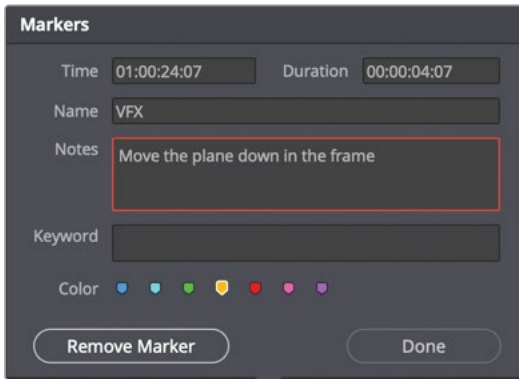 Markers
Time 01:00:24:07 Duration 00:00:04:07
Name VFX
Notes Move the plane down in the frame
Keyword
Color
Remove Marker Done